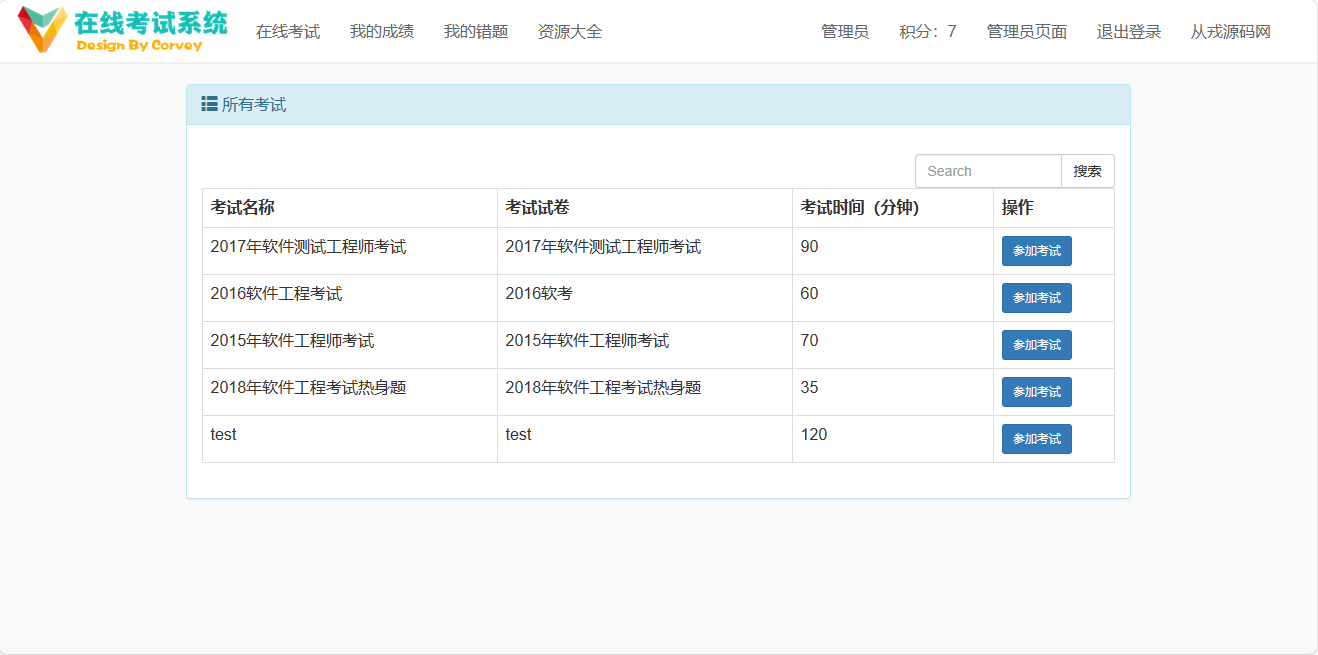 在线考试系统
Design By Corvey
在线考试 我的成绩 我的错题 资源大全 管理员 积分：7 管理员页面 退出登录 从戎源码网
所有考试
Search 搜索
考试名称 考试试卷 考试时间（分钟） 操作
2017年软件测试工程师考试 2017年软件测试工程师考试 90 参加考试
2016软件工程考试 2016软考 60 参加考试
2015年软件工程师考试 2015年软件工程师考试 70 参加考试
2018年软件工程考试热身题 2018年软件工程考试热身题 35 参加考试
test test 120 参加考试